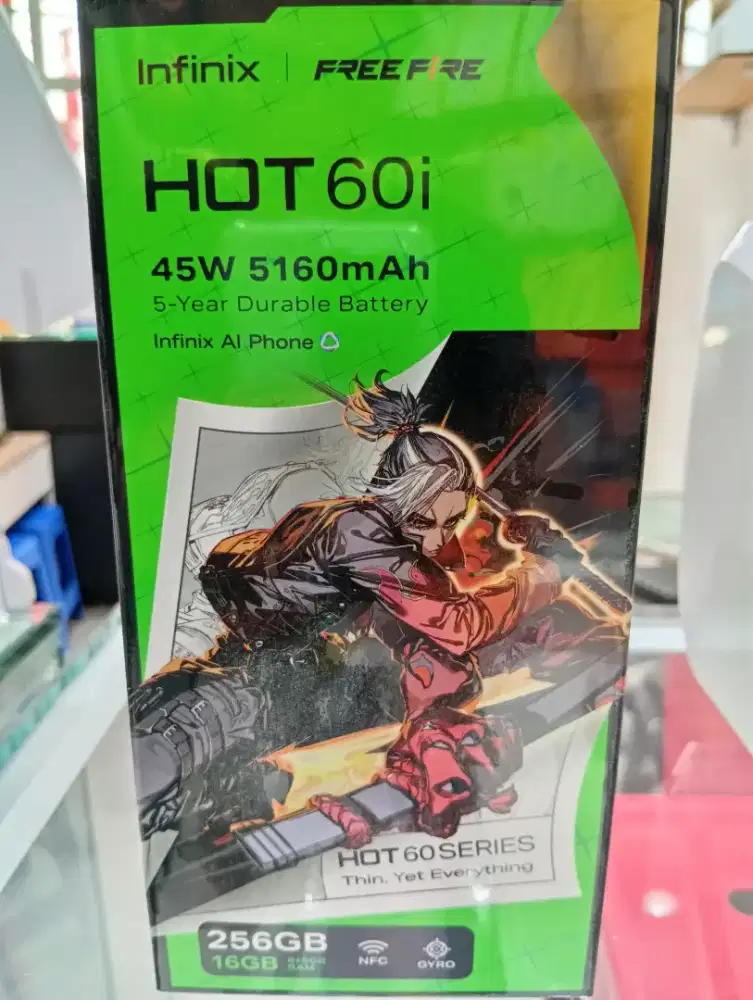 Infinix | FREE FIRE
HOT 60i
45W 5160mAh
5-Year Durable Battery
Infinix AI Phone
HOT 60 SERIES
Thin, Yet Everything
256GB
16GB
NFC
GYRO